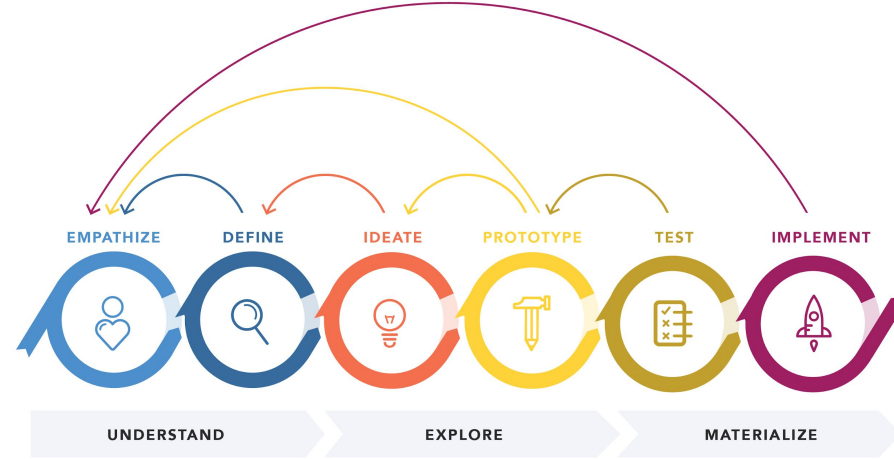 EMPATHIZE DEFINE IDEATE PROTOTYPE TEST IMPLEMENT
UNDERSTAND EXPLORE MATERIALIZE